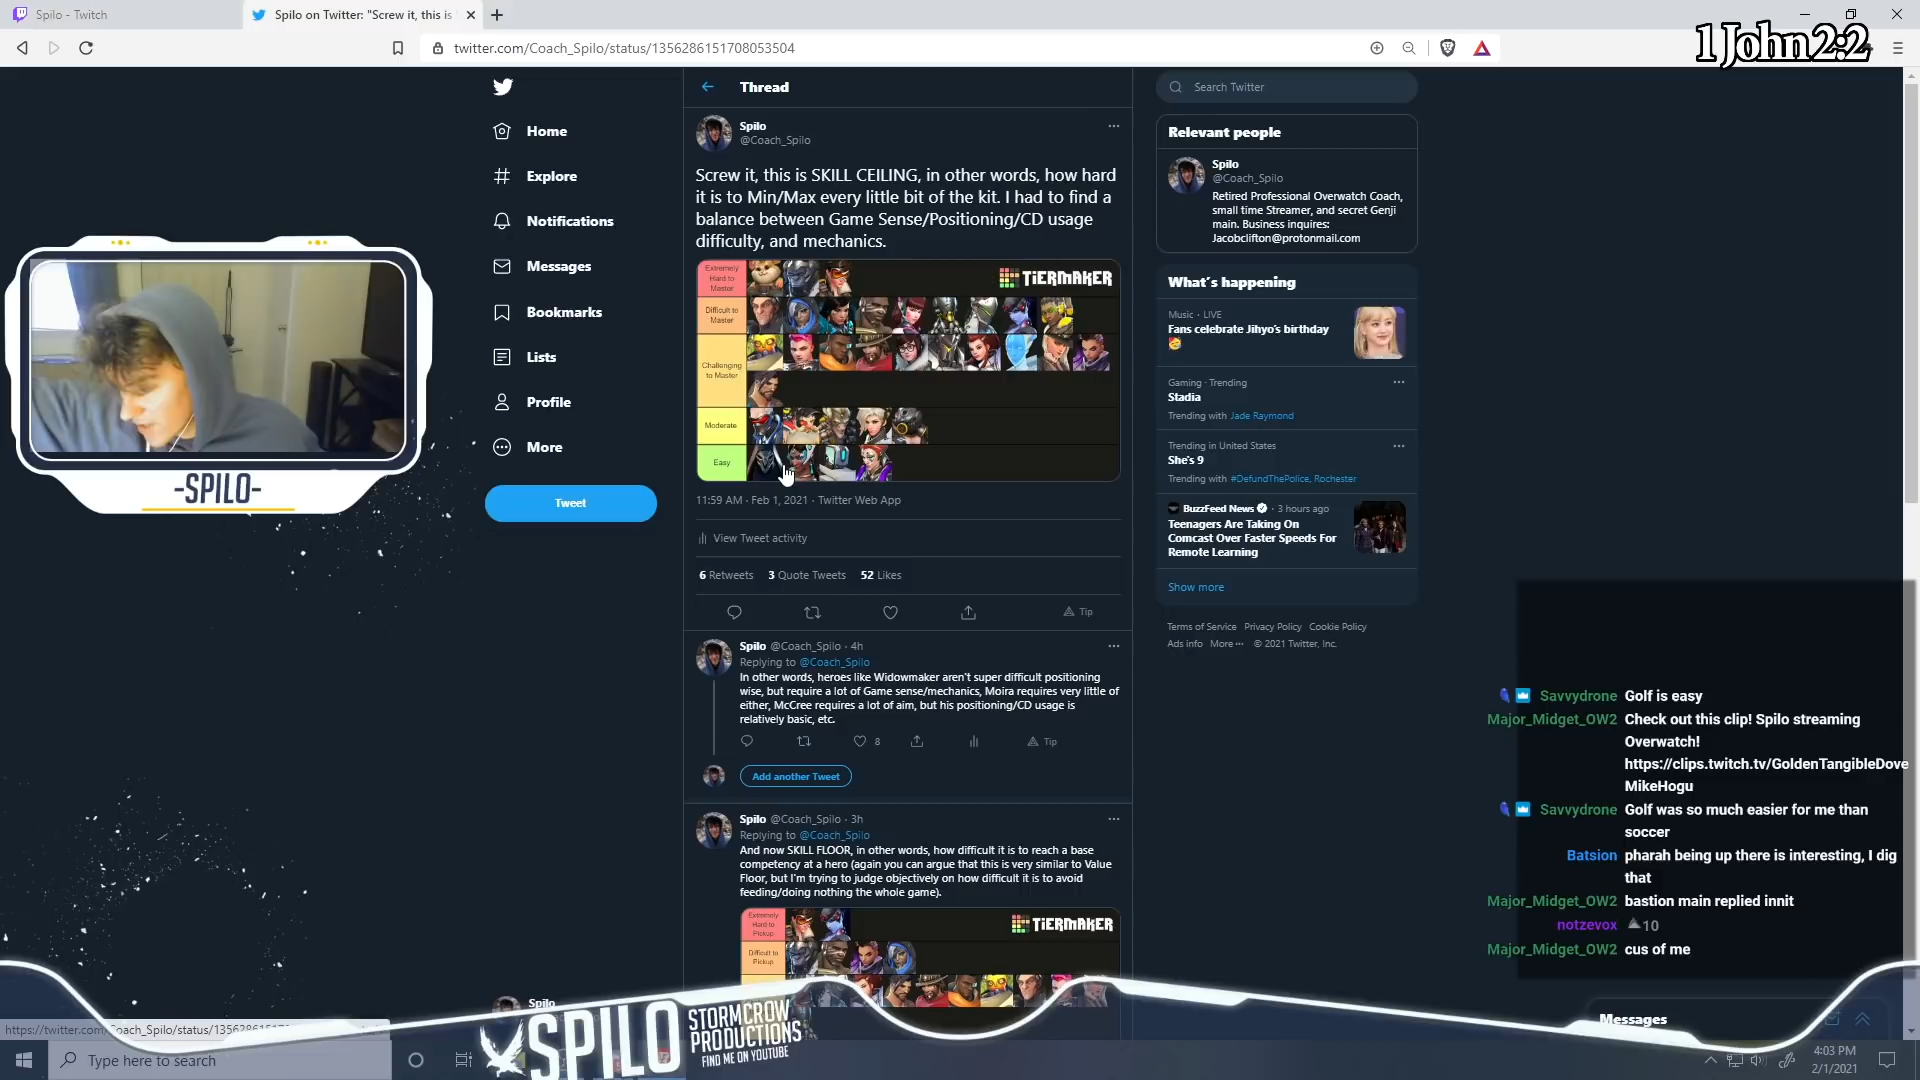 Spilo - Twitch
Spilo on Twitter: "Screw it, this is
1 John 2:2
twitter.com/Coach_Spilo/status/1356286151708053504
Home
Explore
Notifications
Messages
Bookmarks
Lists
Profile
More
Tweet
-SPILO-
Thread
Spilo
@Coach_Spilo
Screw it, this is SKILL CEILING, in other words, how hard
it is to Min/Max every little bit of the kit. I had to find a
balance between Game Sense/Positioning/CD usage
difficulty, and mechanics.
TiERMAKER
Extremely
Hard to
Master
Difficult to
Master
Challenging
to Master
Moderate
Easy
11:59 AM · Feb 1, 2021 · Twitter Web App
View Tweet activity
6 Retweets 3 Quote Tweets 52 Likes
Tip
Spilo @Coach_Spilo · 4h
Replying to @Coach_Spilo
In other words, heroes like Widowmaker aren't super difficult positioning
wise, but require a lot of Game sense/mechanics, Moira requires very little of
either, McCree requires a lot of aim, but his positioning/CD usage is
relatively basic, etc.
8
Tip
Add another Tweet
Spilo @Coach_Spilo · 3h
Replying to @Coach_Spilo
And now SKILL FLOOR, in other words, how difficult it is to reach a base
competency at a hero (again you can argue that this is very similar to Value
Floor, but I'm trying to judge objectively on how difficult it is to avoid
feeding/doing nothing the whole game).
TiERMAKER
Extremely
Hard to
Pickup
Difficult to
Pickup
Search Twitter
Relevant people
Spilo
@Coach_Spilo
Retired Professional Overwatch Coach,
small time Streamer, and secret Genji
main. Business inquires:
Jacobclifton@protonmail.com
What's happening
Music · LIVE
Fans celebrate Jihyo's birthday
Gaming · Trending
Stadia
Trending with Jade Raymond
Trending in United States
She's 9
Trending with #DefundThePolice, Rochester
BuzzFeed News · 3 hours ago
Teenagers Are Taking On
Comcast Over Faster Speeds For
Remote Learning
Show more
Terms of Service Privacy Policy Cookie Policy
Ads info More ··· © 2021 Twitter, Inc.
Savvydrone Golf is easy
Major_Midget_OW2 Check out this clip! Spilo streaming
Overwatch!
https://clips.twitch.tv/GoldenTangibleDove
MikeHogu
Savvydrone Golf was so much easier for me than
soccer
Batsion pharah being up there is interesting, I dig
that
Major_Midget_OW2 bastion main replied innit
notzevox 10
Major_Midget_OW2 cus of me
Messages
Spilo
SPILO
STORMCROW
PRODUCTIONS
FIND ME ON YOUTUBE
Type here to search
4:03 PM
2/1/2021